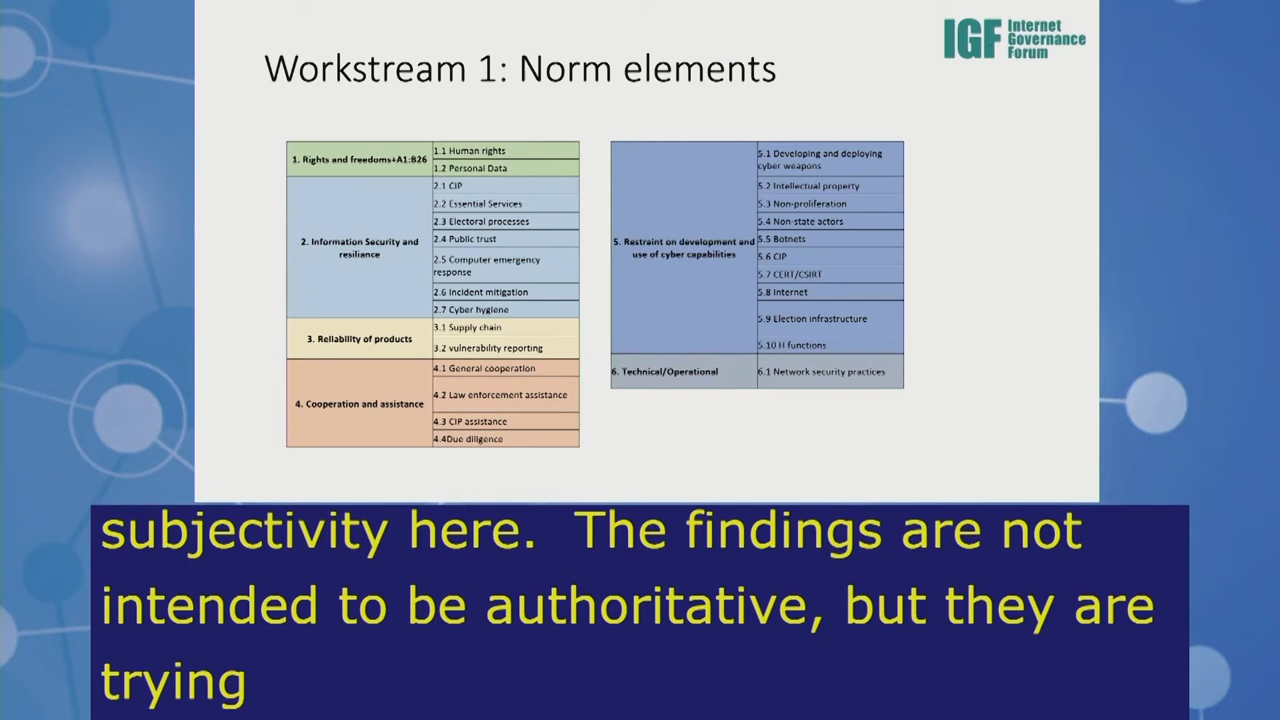 IGF Internet
Governance
Forum
Workstream 1: Norm elements
1. Rights and freedoms+A1:B26
1.1 Human rights
1.2 Personal Data
2. Information Security and
resiliance
2.1 CIP
2.2 Essential Services
2.3 Electoral processes
2.4 Public trust
2.5 Computer emergency
response
2.6 Incident mitigation
2.7 Cyber hygiene
3. Reliability of products
3.1 Supply chain
3.2 vulnerability reporting
4. Cooperation and assistance
4.1 General cooperation
4.2 Law enforcement assistance
4.3 CIP assistance
4.4Due diligence
5. Restraint on development and
use of cyber capabilities
5.1 Developing and deploying
cyber weapons
5.2 Intellectual property
5.3 Non-proliferation
5.4 Non-state actors
5.5 Botnets
5.6 CIP
5.7 CERT/CSIRT
5.8 Internet
5.9 Election infrastructure
5.10 functions
6. Technical/Operational
6.1 Network security practices
subjectivity here.  The findings are not
intended to be authoritative, but they are
trying